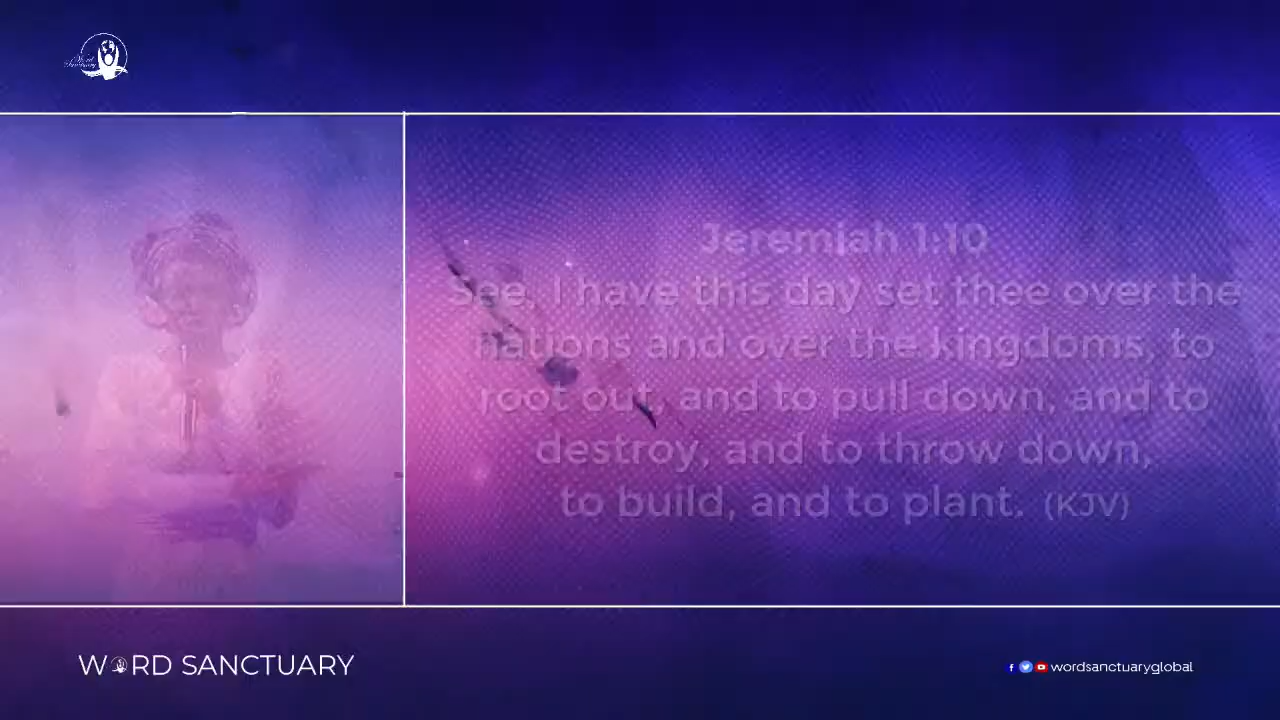 Word
Sanctuary
Jeremiah 1:10
See, I have this day set thee over the
nations and over the kingdoms, to
root out, and to pull down, and to
destroy, and to throw down,
to build, and to plant. (KJV)
WORD SANCTUARY
wordsanctuaryglobal